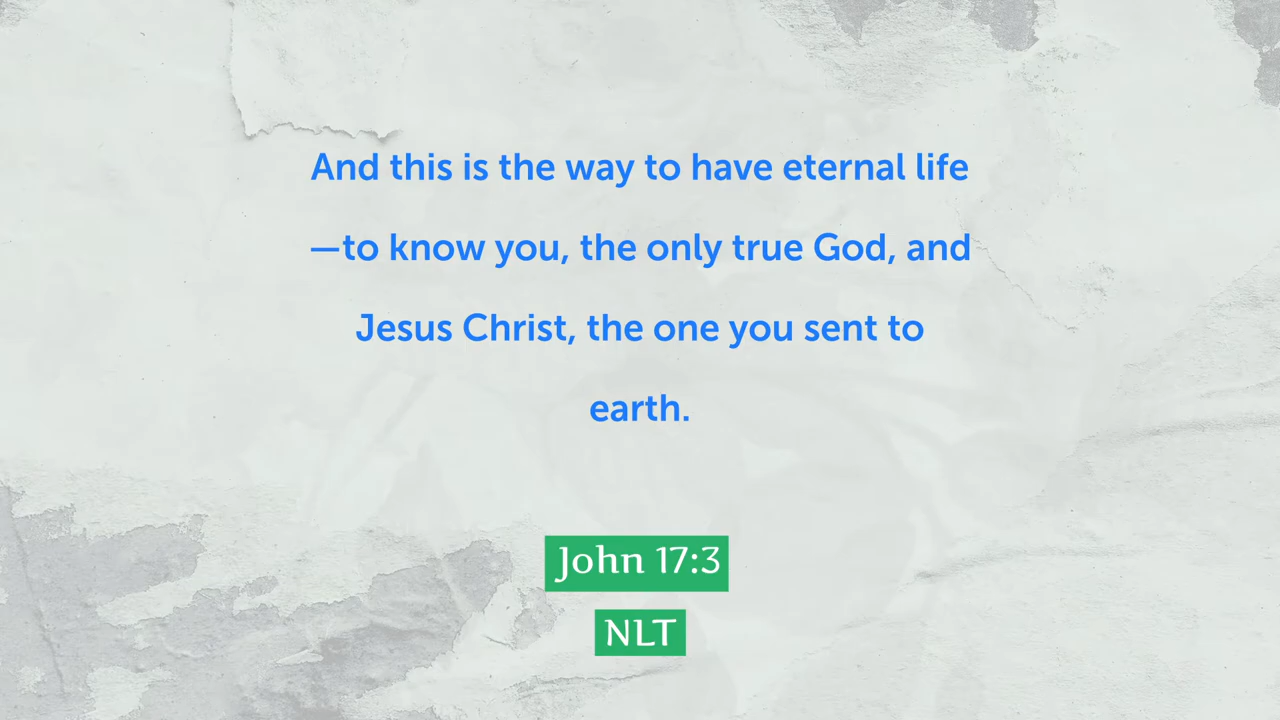 And this is the way to have eternal life
—to know you, the only true God, and
Jesus Christ, the one you sent to
earth.
John 17:3
NLT